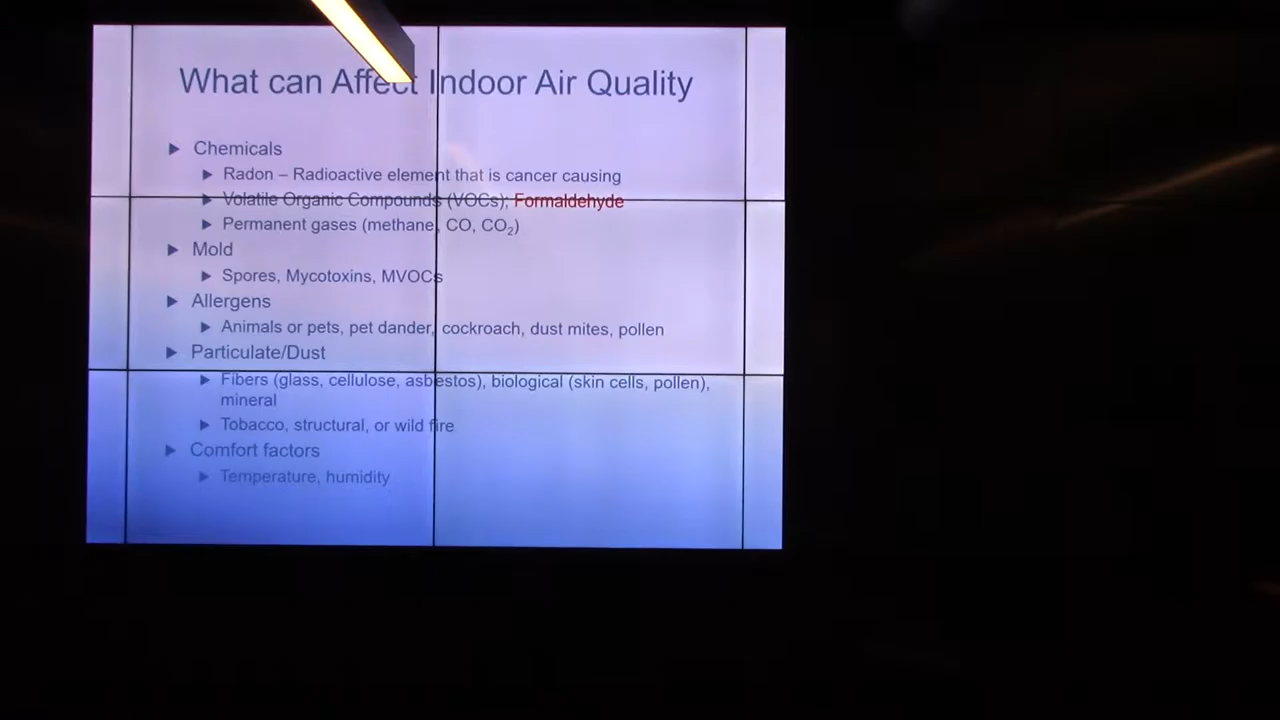 What can Affect Indoor Air Quality
Chemicals
Radon – Radioactive element that is cancer causing
Volatile Organic Compounds (VOCs); Formaldehyde
Permanent gases (methane, CO, CO₂)
Mold
Spores, Mycotoxins, MVOCs
Allergens
Animals or pets, pet dander, cockroach, dust mites, pollen
Particulate/Dust
Fibers (glass, cellulose, asbestos), biological (skin cells, pollen),
mineral
Tobacco, structural, or wild fire
Comfort factors
Temperature, humidity